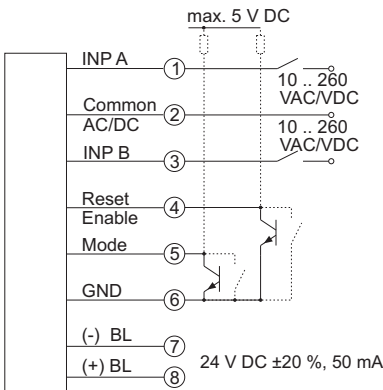 max. 5 V DC
INP A
1
10 .. 260
VAC/VDC
Common
AC/DC
2
10 .. 260
VAC/VDC
INP B
3
Reset
Enable
4
Mode
5
GND
6
(-) BL
7
24 V DC ±20 %, 50 mA
(+) BL
8